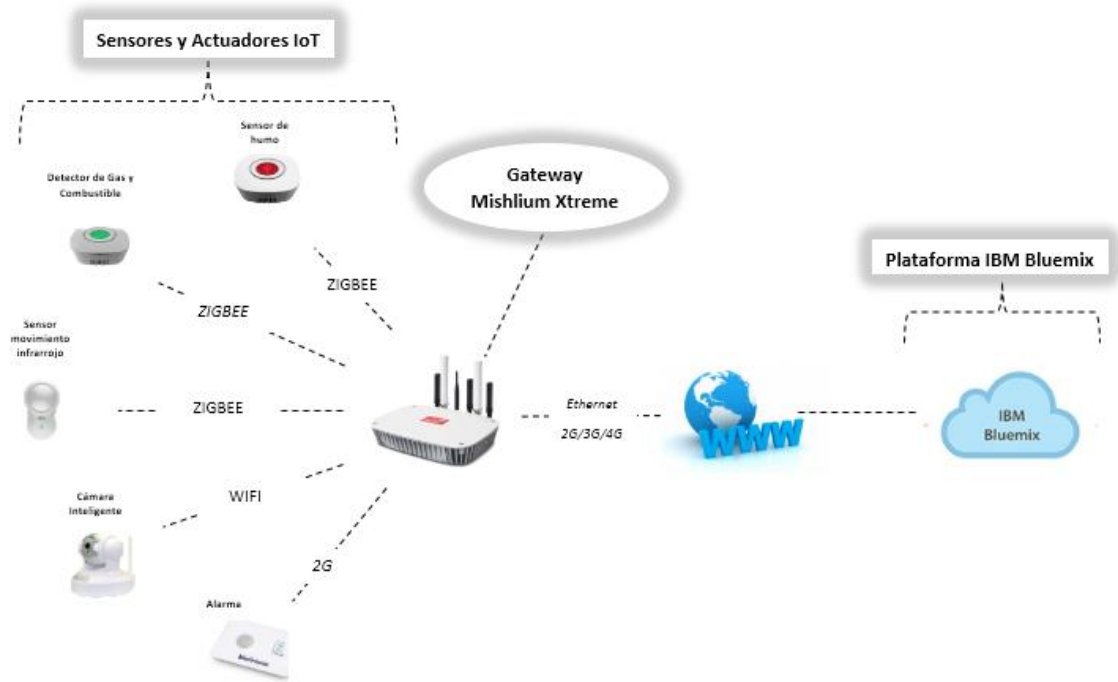 Sensores y Actuadores IoT
Sensor de
humo
Detector de Gas y
Combustible
Gateway
Mishlium Xtreme
Plataforma IBM Bluemix
ZIGBEE
ZIGBEE
Sensor
movimiento
infrarrojo
ZIGBEE
Ethernet
2G/3G/4G
WWW
IBM
Bluemix
WIFI
Cámara
Inteligente
2G
Alarma